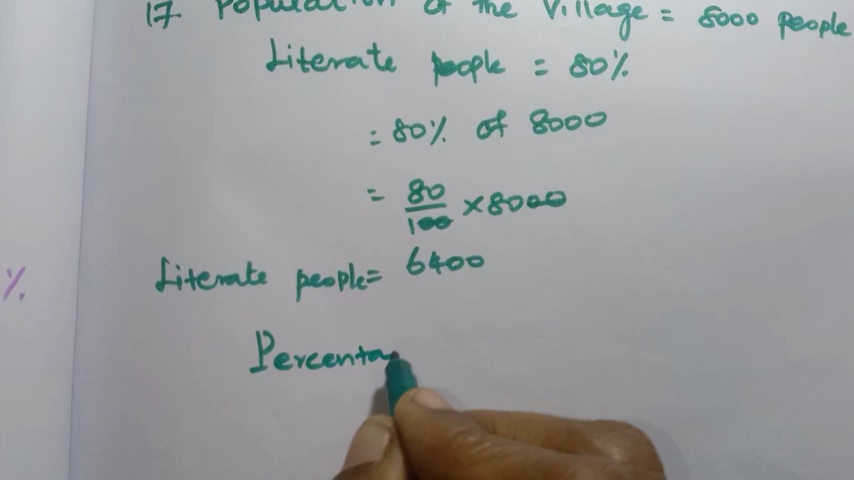 17. Population of the Village = 8000 people
Literate people = 80%
= 80% of 8000
= 80/100 × 8000
Literate people = 6400
Percenta
%